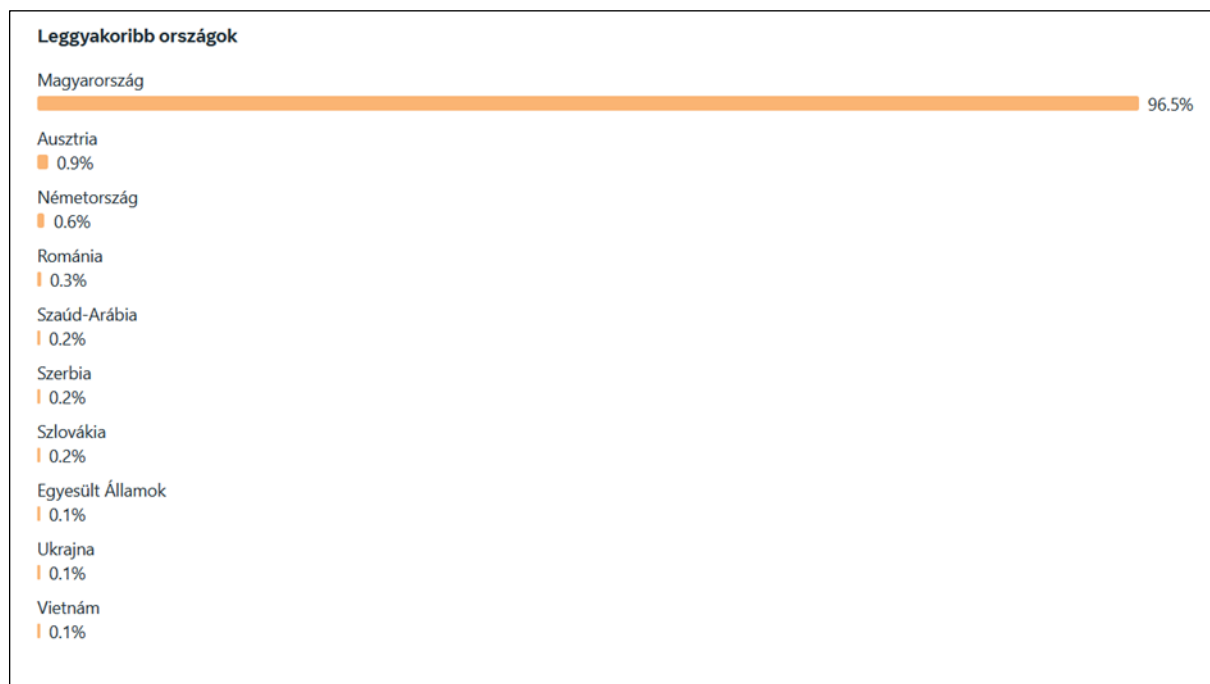 Leggyakoribb országok
Magyarország
96.5%
Ausztria
0.9%
Németország
0.6%
Románia
0.3%
Szaúd-Arábia
0.2%
Szerbia
0.2%
Szlovákia
0.2%
Egyesült Államok
0.1%
Ukrajna
0.1%
Vietnám
0.1%